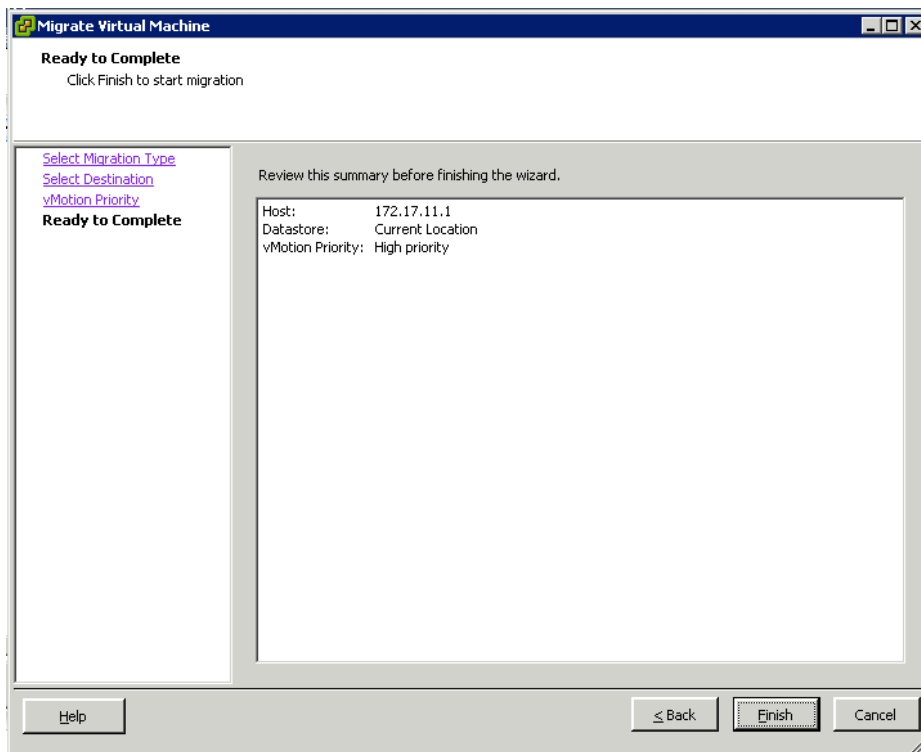 Migrate Virtual Machine
Ready to Complete
Click Finish to start migration
Select Migration Type
Select Destination
vMotion Priority
Ready to Complete
Review this summary before finishing the wizard.
Host: 172.17.11.1
Datastore: Current Location
vMotion Priority: High priority
Help
< Back
Finish
Cancel